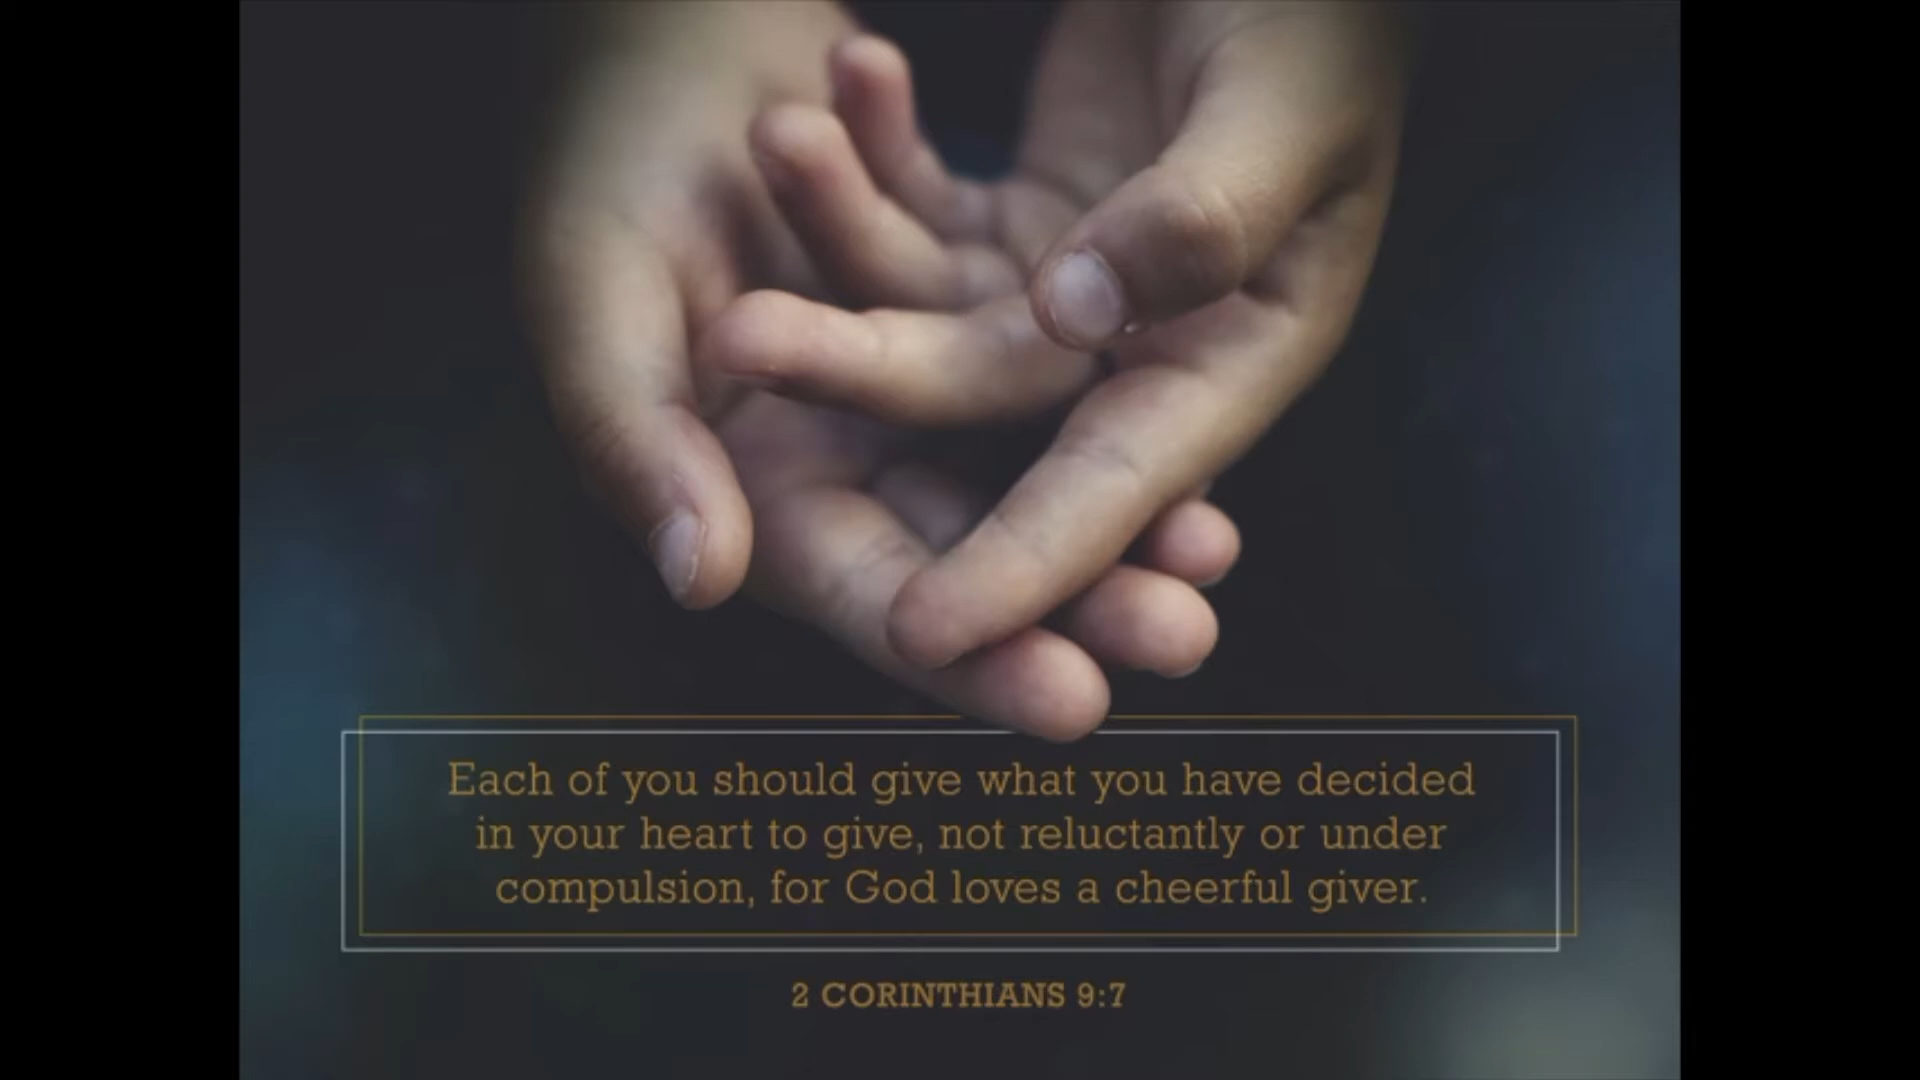 Each of you should give what you have decided
in your heart to give, not reluctantly or under
compulsion, for God loves a cheerful giver.
2 CORINTHIANS 9:7